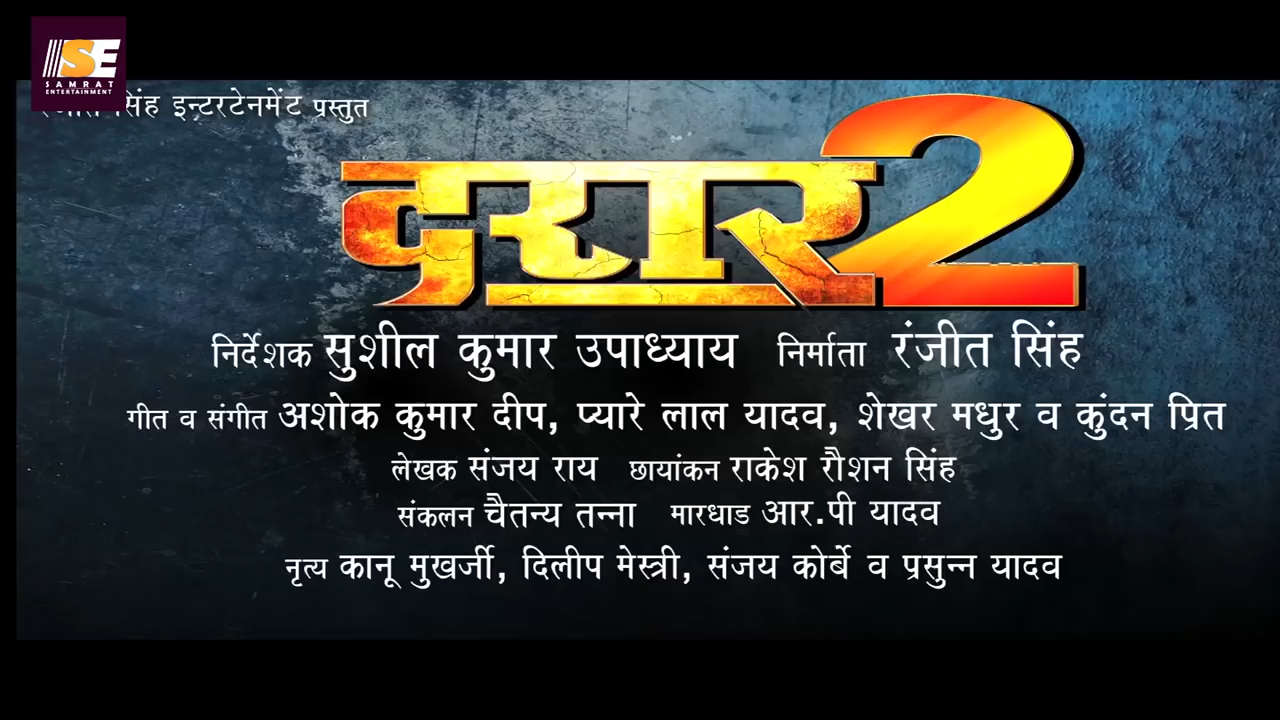 SE
SAMRAT
ENTERTAINMENT
सिंह इन्टरटेनमेंट प्रस्तुत
दरार 2
निर्देशक सुशील कुमार उपाध्याय निर्माता रंजीत सिंह
गीत व संगीत अशोक कुमार दीप, प्यारे लाल यादव, शेखर मधुर व कुंदन प्रित
लेखक संजय राय छायांकन राकेश रौशन सिंह
संकलन चैतन्य तन्ना मारधाड आर.पी यादव
नृत्य कानू मुखर्जी, दिलीप मेस्त्री, संजय कोर्बे व प्रसुन्न यादव